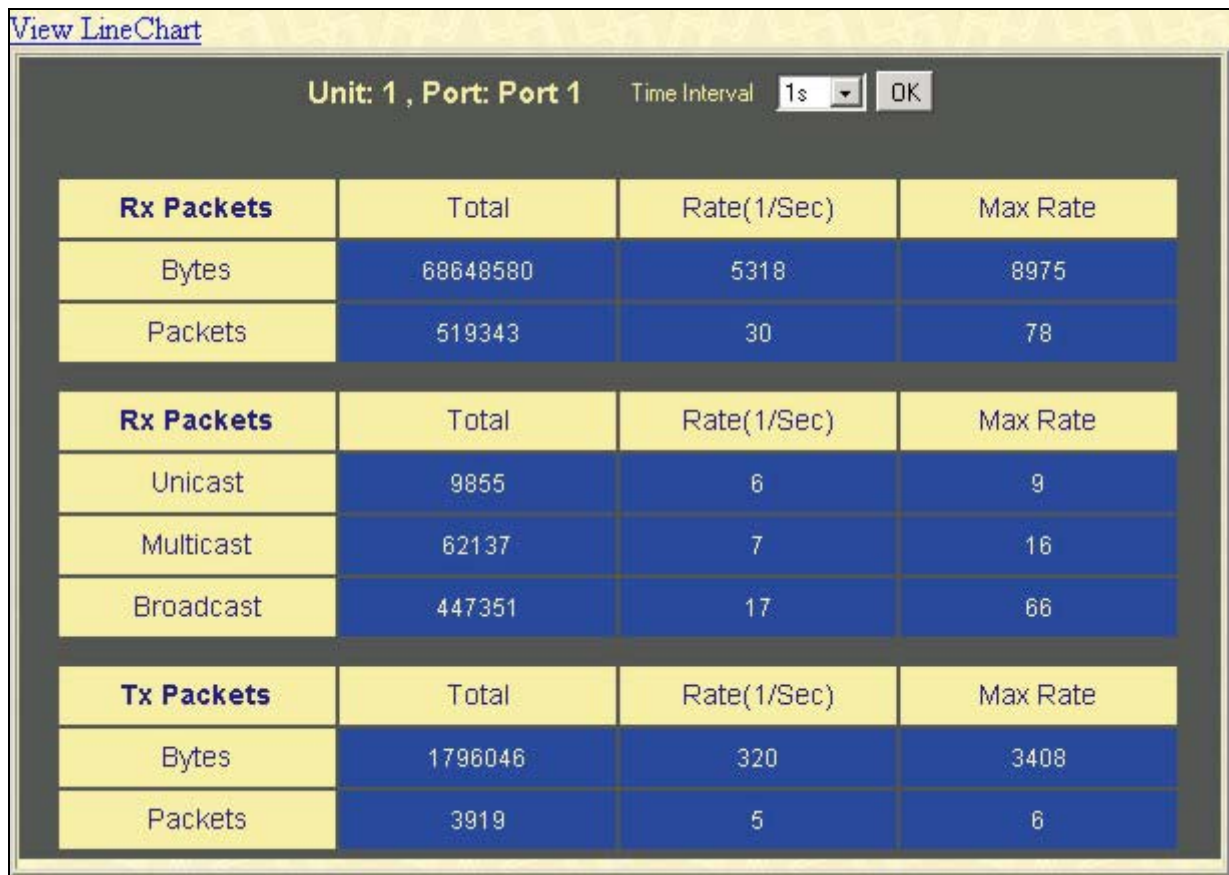 View LineChart
Unit: 1 , Port: Port 1 Time Interval 1s OK
Rx Packets Total Rate(1/Sec) Max Rate
Bytes 68648580 5318 8975
Packets 519343 30 78
Rx Packets Total Rate(1/Sec) Max Rate
Unicast 9855 6 9
Multicast 62137 7 16
Broadcast 447351 17 66
Tx Packets Total Rate(1/Sec) Max Rate
Bytes 1796046 320 3408
Packets 3919 5 6